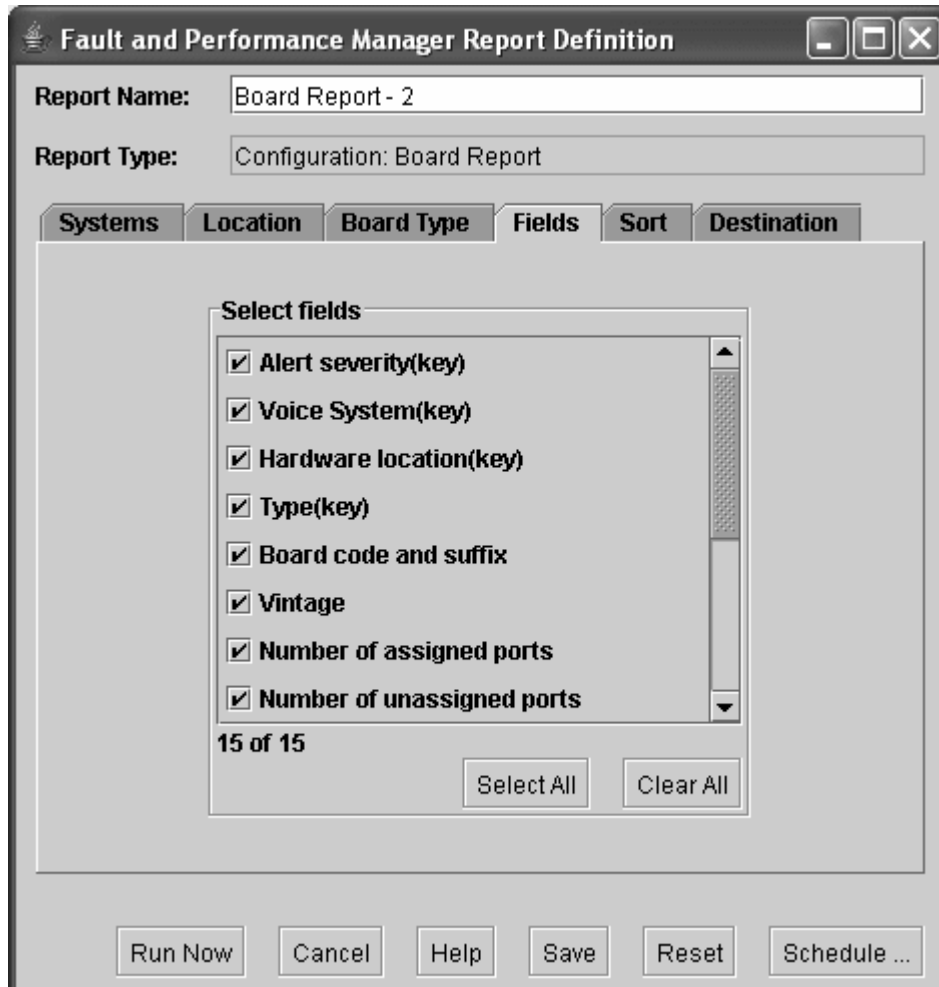 Fault and Performance Manager Report Definition
Report Name: Board Report - 2
Report Type: Configuration: Board Report
Systems Location Board Type Fields Sort Destination
Select fields
Alert severity(key)
Voice System(key)
Hardware location(key)
Type(key)
Board code and suffix
Vintage
Number of assigned ports
Number of unassigned ports
15 of 15
Select All Clear All
Run Now Cancel Help Save Reset Schedule ...